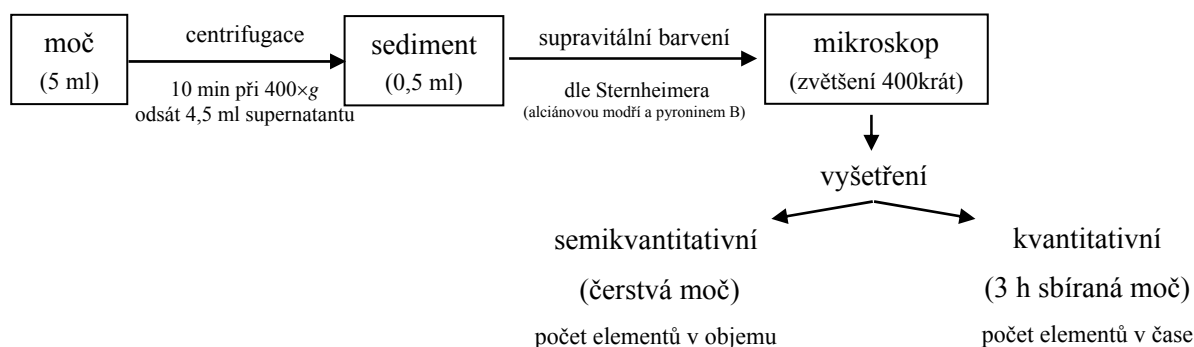 moč
(5 ml)
centrifugace
10 min při 400×g
odsát 4,5 ml supernatantu
sediment
(0,5 ml)
supravitální barvení
dle Sternheimera
(alciánovou modří a pyroninem B)
mikroskop
(zvětšení 400krát)
vyšetření
semikvantitativní
(čerstvá moč)
počet elementů v objemu
kvantitativní
(3 h sbíraná moč)
počet elementů v čase